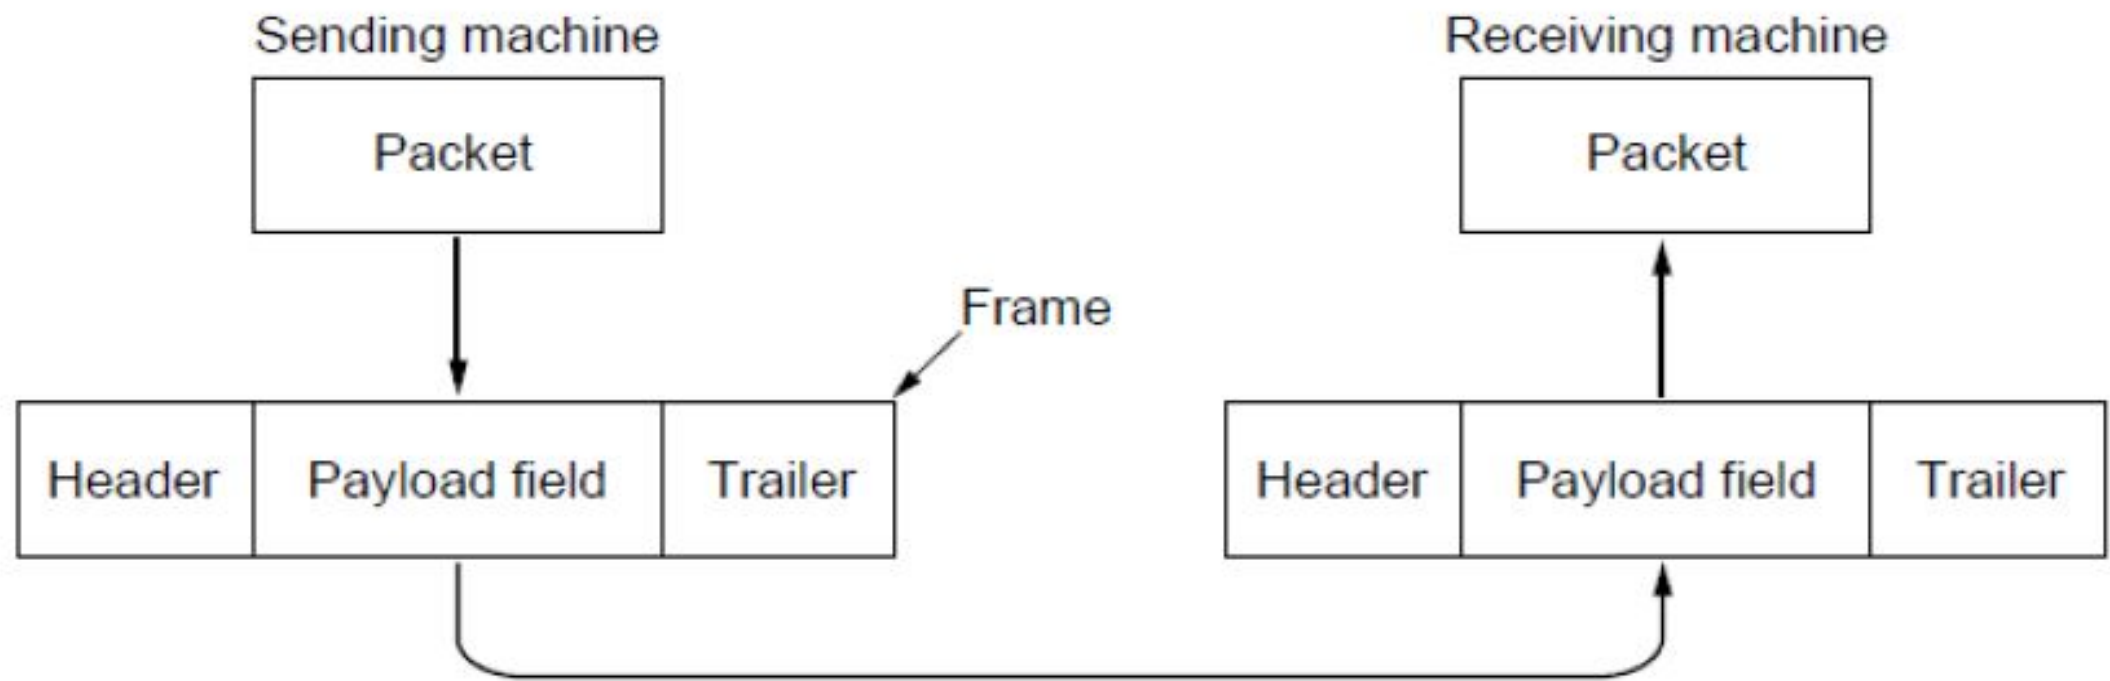 Sending machine
Receiving machine
Packet
Packet
Frame
Header
Payload field
Trailer
Header
Payload field
Trailer